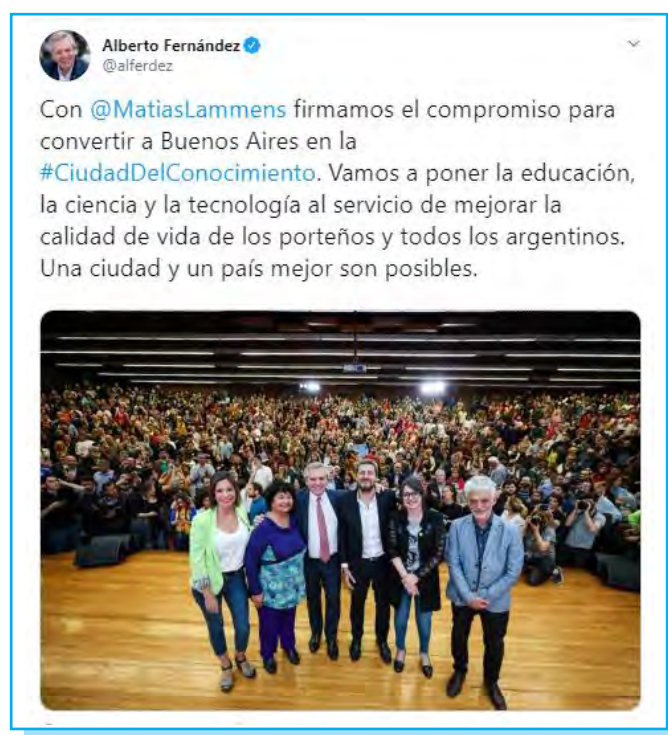 Alberto Fernández
@alferdez
Con @MatiasLammens firmamos el compromiso para
convertir a Buenos Aires en la
#CiudadDelConocimiento. Vamos a poner la educación,
la ciencia y la tecnología al servicio de mejorar la
calidad de vida de los porteños y todos los argentinos.
Una ciudad y un país mejor son posibles.